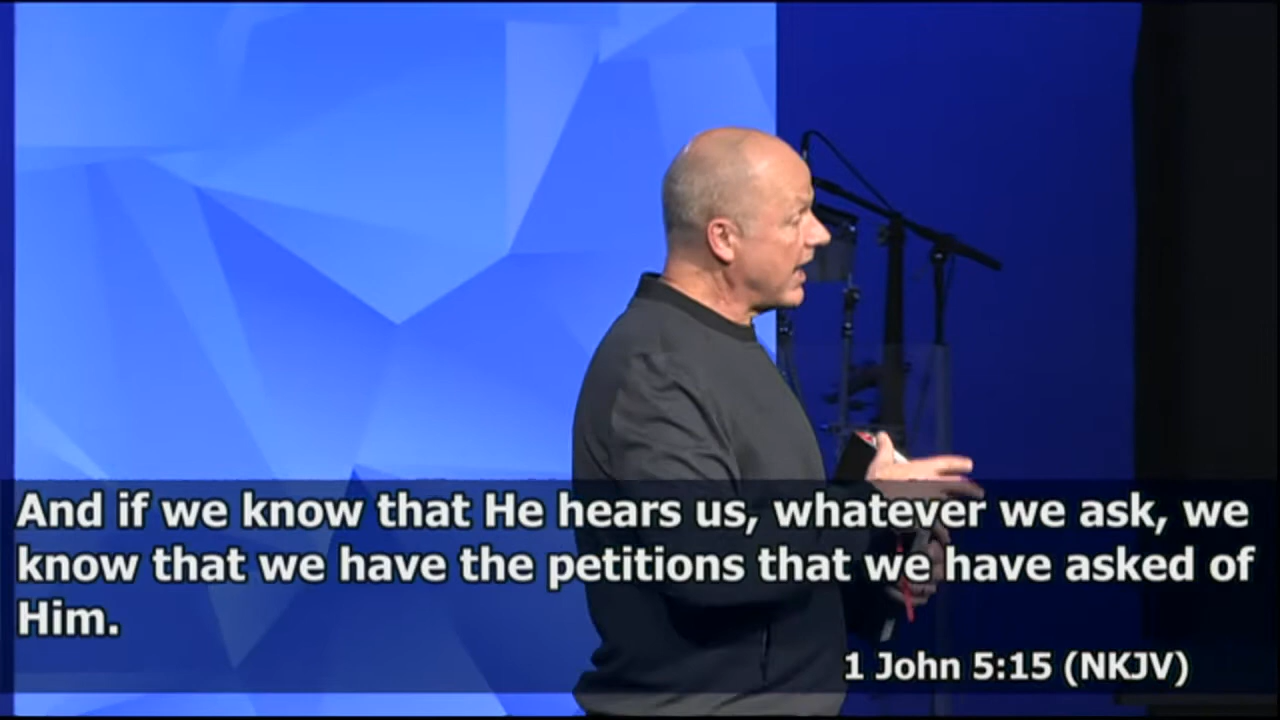 And if we know that He hears us, whatever we ask, we
know that we have the petitions that we have asked of
Him.
1 John 5:15 (NKJV)